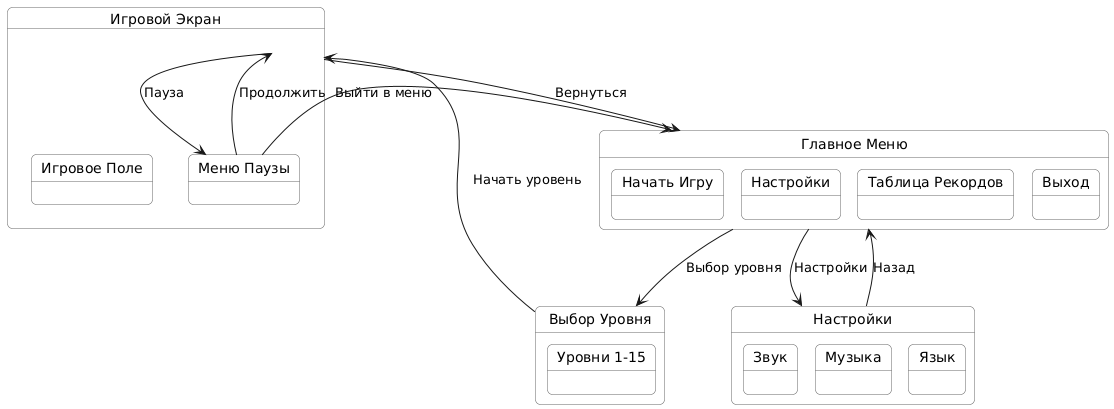 Игровой Экран
Пауза
Продолжить
Выйти в меню
Вернуться
Игровое Поле
Меню Паузы
Начать уровень
Главное Меню
Начать Игру
Настройки
Таблица Рекордов
Выход
Выбор уровня
Настройки
Назад
Выбор Уровня
Уровни 1-15
Настройки
Звук
Музыка
Язык